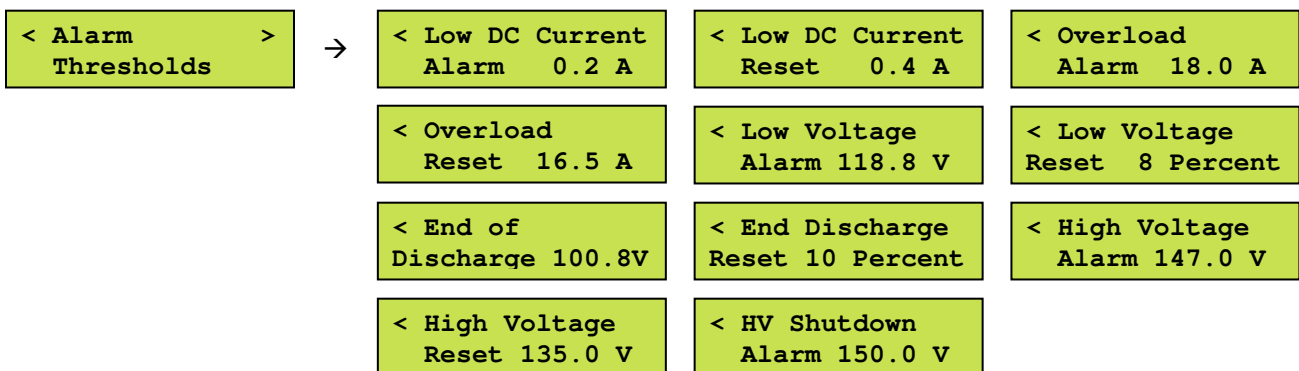 < Alarm >
Thresholds
→
< Low DC Current
Alarm 0.2 A
< Low DC Current
Reset 0.4 A
< Overload
Alarm 18.0 A
< Overload
Reset 16.5 A
< Low Voltage
Alarm 118.8 V
< Low Voltage
Reset 8 Percent
< End of
Discharge 100.8V
< End Discharge
Reset 10 Percent
< High Voltage
Alarm 147.0 V
< High Voltage
Reset 135.0 V
< HV Shutdown
Alarm 150.0 V